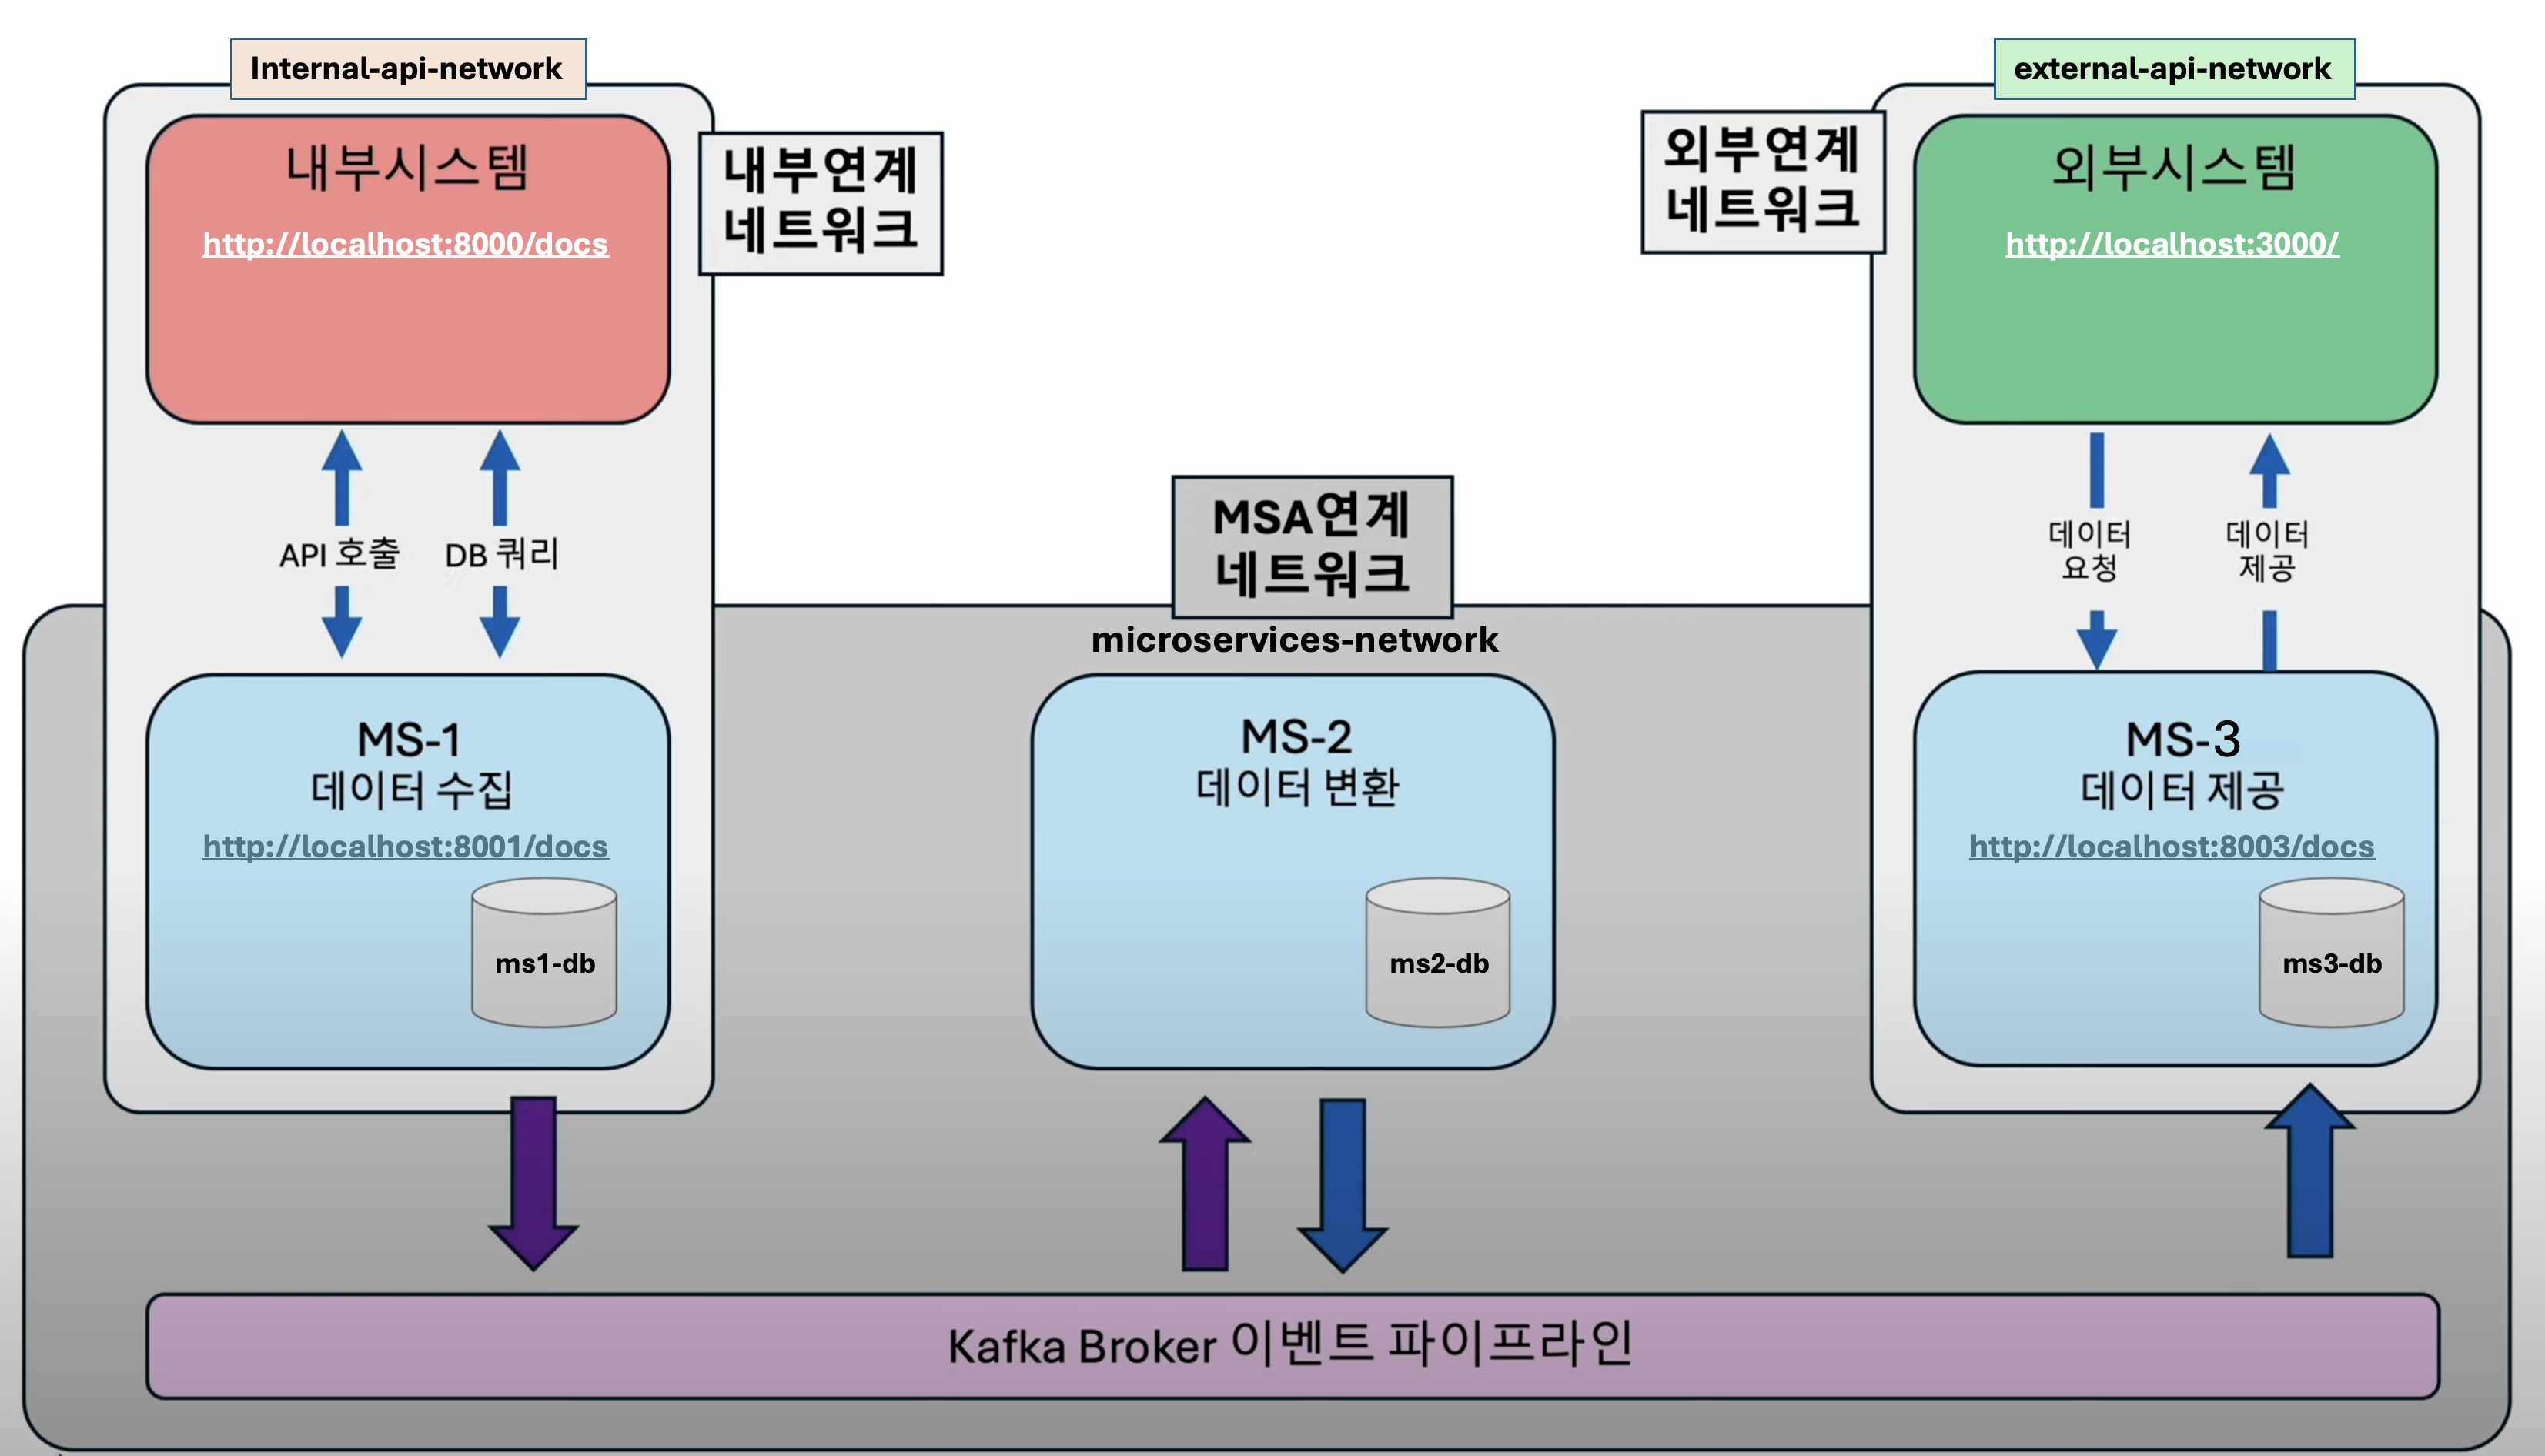 Internal-api-network
내부시스템
http://localhost:8000/docs
내부연계
네트워크
API 호출
DB 쿼리
MS-1
데이터 수집
http://localhost:8001/docs
ms1-db
MSA연계
네트워크
microservices-network
MS-2
데이터 변환
ms2-db
external-api-network
외부연계
네트워크
외부시스템
http://localhost:3000/
데이터
요청
데이터
제공
MS-3
데이터 제공
http://localhost:8003/docs
ms3-db
Kafka Broker 이벤트 파이프라인